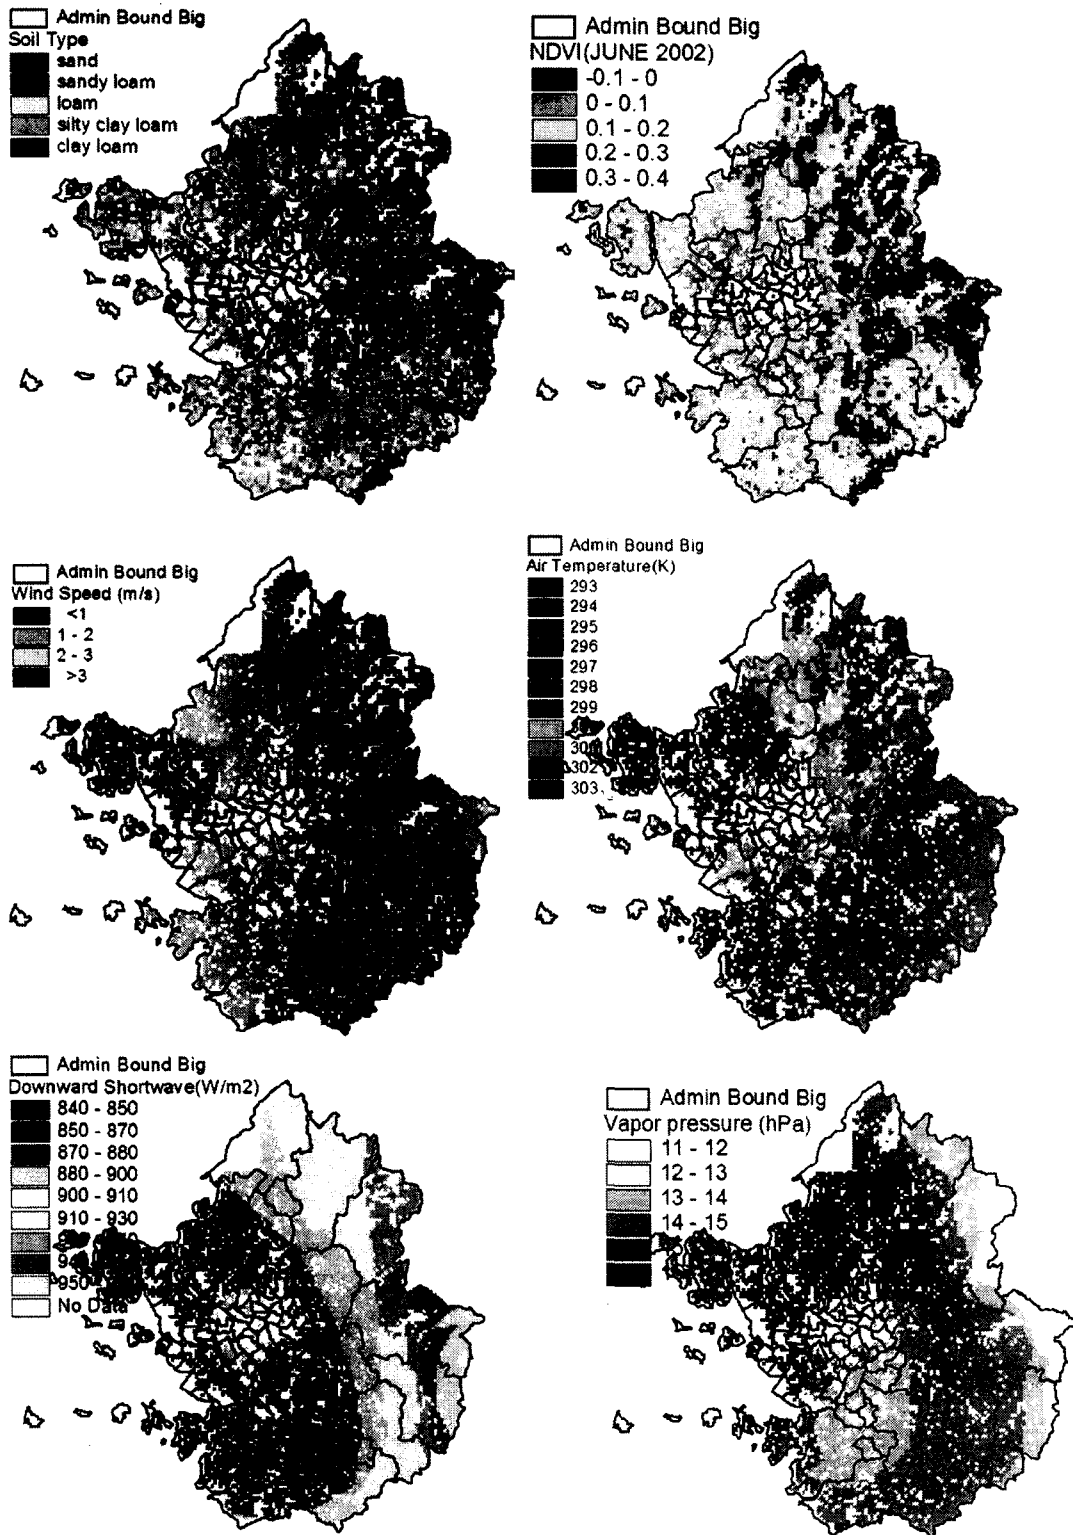 Admin Bound Big
Soil Type
sand
sandy loam
loam
silty clay loam
clay loam
Admin Bound Big
NDVI(JUNE 2002)
-0.1 - 0
0 - 0.1
0.1 - 0.2
0.2 - 0.3
0.3 - 0.4
Admin Bound Big
Wind Speed (m/s)
<1
1 - 2
2 - 3
>3
Admin Bound Big
Air Temperature(K)
293
294
295
296
297
298
299
302
303
Admin Bound Big
Downward Shortwave(W/m2)
840 - 850
850 - 870
870 - 880
880 - 900
900 - 910
910 - 930
950
No Data
Admin Bound Big
Vapor pressure (hPa)
11 - 12
12 - 13
13 - 14
14 - 15